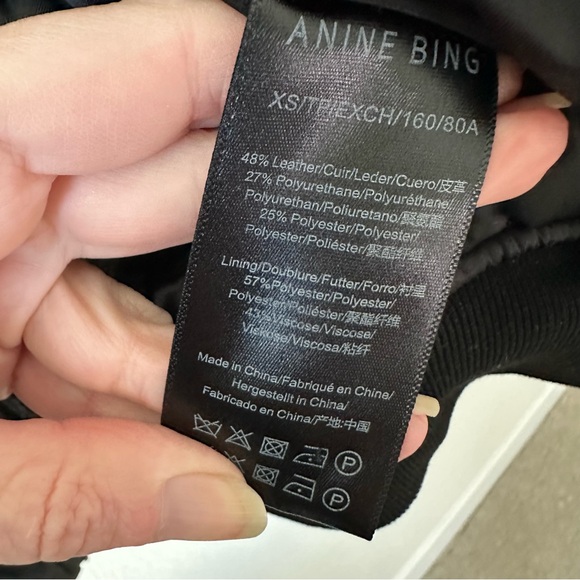 ANINE BING
XS/TP/EXCH/160/80A
48% Leather/Cuir/Leder/Cuero/皮革
27% Polyurethane/Polyuréthane/
Polyurethan/Poliuretano/聚氨酯
25% Polyester/Polyester/
Polyester/Poliéster/聚酯纤维
Lining/Doublure/Futter/Forro/衬里
57%Polyester/Polyester/
Polyester/Poliéster/聚酯纤维
43%Viscose/Viscose/
Viskose/Viscosa/粘纤
Made in China/Fabriqué en China/
Hergestellt in China/
Fabricado en China/产地:中国
P
P